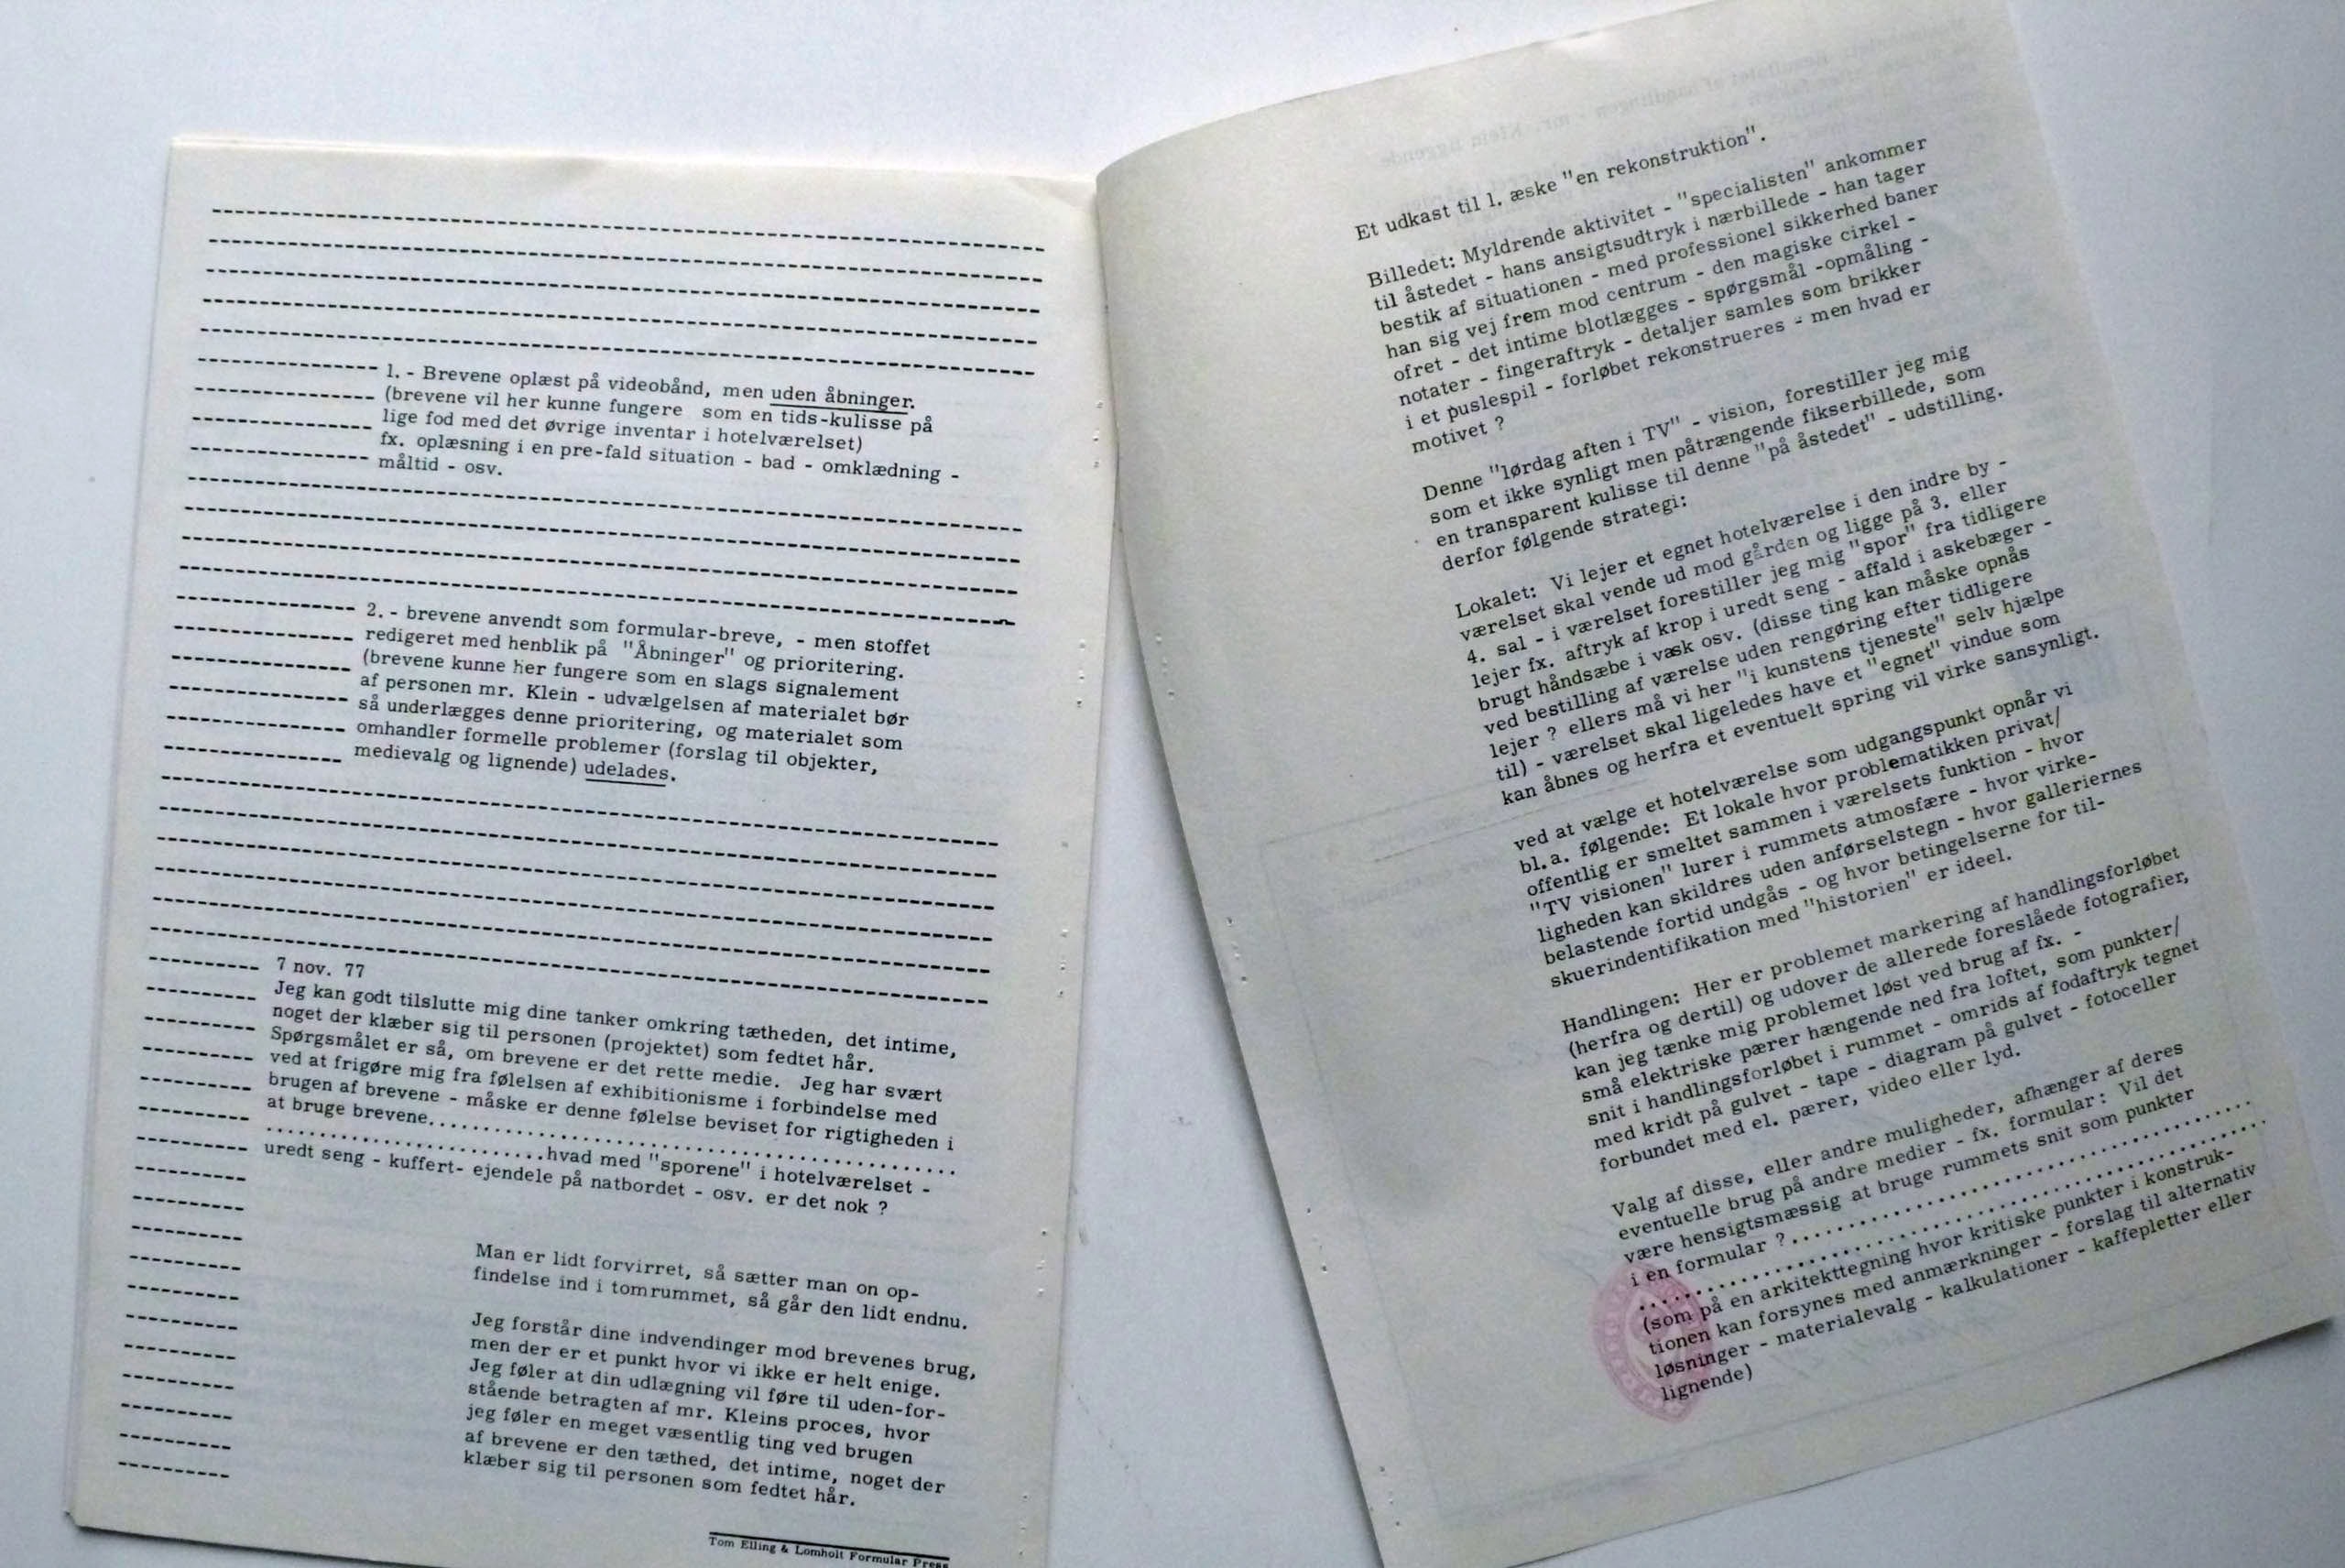 1. - Brevene oplæst på videobånd, men uden åbninger.
(brevene vil her kunne fungere som en tids-kulisse på
lige fod med det øvrige inventar i hotelværelset)
fx. oplæsning i en pre-fald situation - bad - omklædning -
måltid - osv.
2. - brevene anvendt som formular-breve, - men stoffet
redigeret med henblik på "Åbninger" og prioritering.
(brevene kunne her fungere som en slags signalement
af personen mr. Klein - udvælgelsen af materialet bør
så underlægges denne prioritering, og materialet som
omhandler formelle problemer (forslag til objekter,
medievalg og lignende) udelades.
7 nov. 77
Jeg kan godt tilslutte mig dine tanker omkring tætheden, det intime,
noget der klæber sig til personen (projektet) som fedtet hår.
Spørgsmålet er så, om brevene er det rette medie. Jeg har svært
ved at frigøre mig fra følelsen af exhibitionisme i forbindelse med
brugen af brevene - måske er denne følelse beviset for rigtigheden i
at bruge brevene..................................................
............................hvad med "sporene" i hotelværelset -
uredt seng - kuffert- ejendele på natbordet - osv. er det nok ?
Man er lidt forvirret, så sætter man on op-
findelse ind i tomrummet, så går den lidt endnu.
Jeg forstår dine indvendinger mod brevenes brug,
men der er et punkt hvor vi ikke er helt enige.
Jeg føler at din udlægning vil føre til uden-for-
stående betragten af mr. Kleins proces, hvor
jeg føler en meget væsentlig ting ved brugen
af brevene er den tæthed, det intime, noget der
klæber sig til personen som fedtet hår.
Tom Elling & Lomholt Formular Press
Et udkast til 1. æske "en rekonstruktion".
Billedet: Myldrende aktivitet - "specialisten" ankommer
til åstedet - hans ansigtsudtryk i nærbillede - han tager
bestik af situationen - med professionel sikkerhed baner
han sig vej frem mod centrum - den magiske cirkel -
ofret - det intime blotlægges - spørgsmål -opmåling -
notater - fingeraftryk - detaljer samles som brikker
i et puslespil - forløbet rekonstrueres - men hvad er
motivet ?
Denne "lørdag aften i TV" - vision, forestiller jeg mig
som et ikke synligt men påtrængende fikserbillede, som
en transparent kulisse til denne "på åstedet" - udstilling.
derfor følgende strategi:
Lokalet: Vi lejer et egnet hotelværelse i den indre by -
værelset skal vende ud mod gården og ligge på 3. eller
4. sal - i værelset forestiller jeg mig "spor" fra tidligere
lejer fx. aftryk af krop i uredt seng - affald i askebæger -
brugt håndsæbe i vask osv. (disse ting kan måske opnås
ved bestilling af værelse uden rengøring efter tidligere
lejer ? ellers må vi her "i kunstens tjeneste" selv hjælpe
til) - værelset skal ligeledes have et "egnet" vindue som
kan åbnes og herfra et eventuelt spring vil virke sansynligt.
ved at vælge et hotelværelse som udgangspunkt opnår vi
bl.a. følgende: Et lokale hvor problematikken privat/
offentlig er smeltet sammen i værelsets funktion - hvor
"TV visionen" lurer i rummets atmosfære - hvor virke-
ligheden kan skildres uden anførselstegn - hvor galleriernes
belastende fortid undgås - og hvor betingelserne for til-
skuerindentifikation med "historien" er ideel.
Handlingen: Her er problemet markering af handlingsforløbet
(herfra og dertil) og udover de allerede foreslåede fotografier,
kan jeg tænke mig problemet løst ved brug af fx. -
små elektriske pærer hængende ned fra loftet, som punkter/
snit i handlingsforløbet i rummet - omrids af fodaftryk tegnet
med kridt på gulvet - tape - diagram på gulvet - fotoceller
forbundet med el. pærer, video eller lyd.
Valg af disse, eller andre muligheder, afhænger af deres
eventuelle brug på andre medier - fx. formular: Vil det
være hensigtsmæssig at bruge rummets snit som punkter
i en formular ?..............................................
.............................................................
(som på en arkitekttegning hvor kritiske punkter i konstruk-
tionen kan forsynes med anmærkninger - forslag til alternativ
løsninger - materialevalg - kalkulationer - kaffepletter eller
lignende)